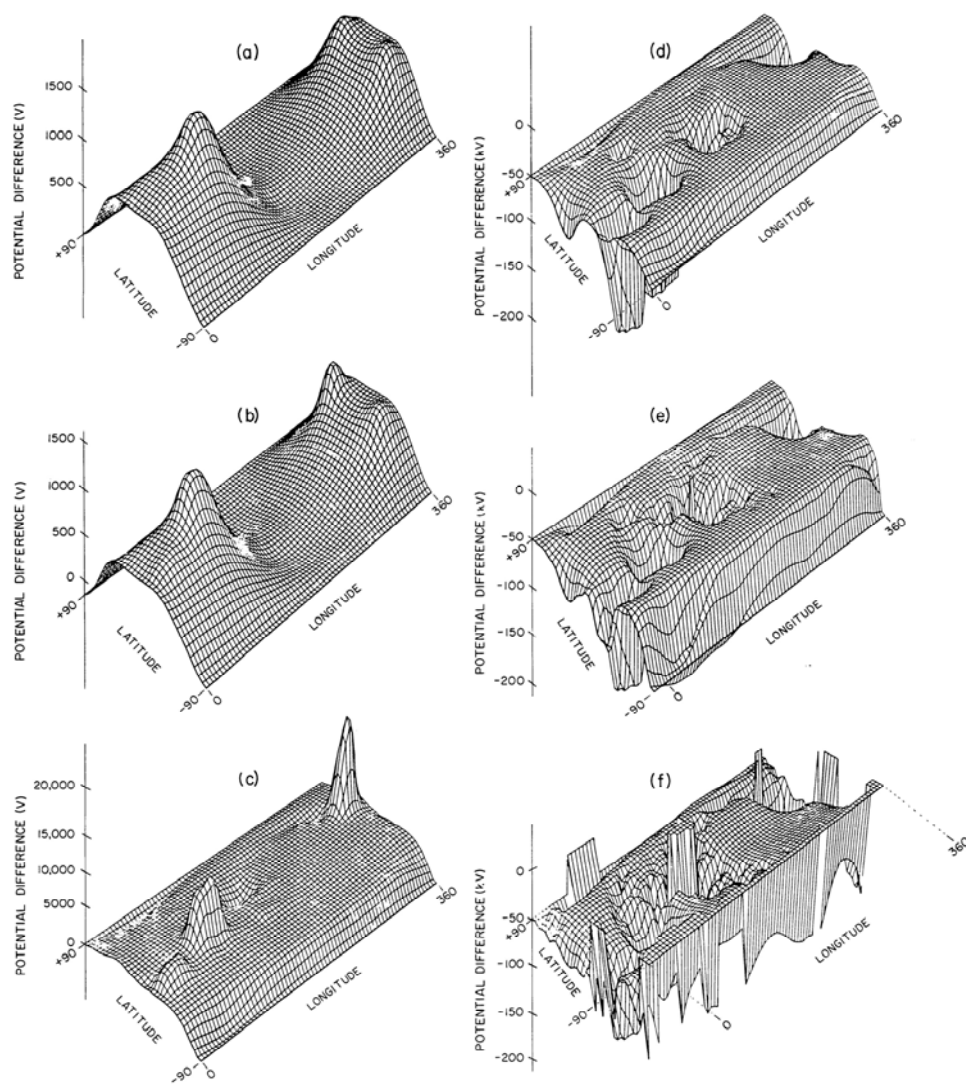 (a)
POTENTIAL DIFFERENCE (V)
1500
1000
500
+90
LATITUDE
-90
0
LONGITUDE
360
(b)
POTENTIAL DIFFERENCE (V)
1500
1000
500
0
+90
LATITUDE
-90
0
LONGITUDE
360
(c)
POTENTIAL DIFFERENCE (V)
20,000
15,000
10,000
5000
0
+90
LATITUDE
-90
0
LONGITUDE
360
(d)
POTENTIAL DIFFERENCE (kV)
0
-50
+90
-100
-150
-200
LATITUDE
-90
0
LONGITUDE
360
(e)
POTENTIAL DIFFERENCE (kV)
0
-50
+90
-100
-150
-200
LATITUDE
-90
0
LONGITUDE
360
(f)
POTENTIAL DIFFERENCE (kV)
0
-50
+90
-100
-150
-200
LATITUDE
-90
0
LONGITUDE
360